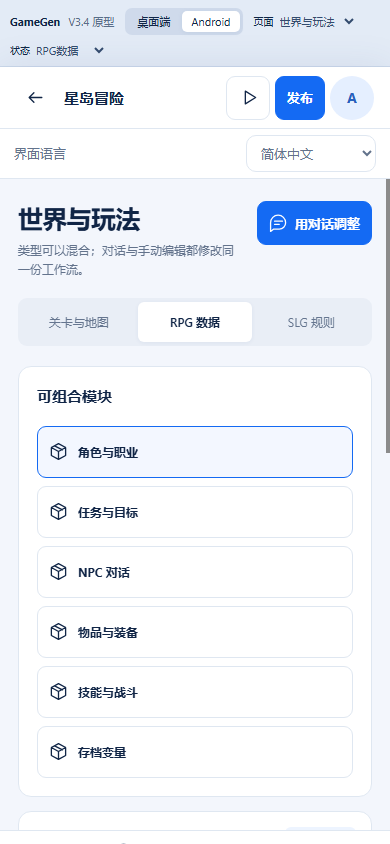 GameGen V3.4 原型 桌面端 Android 页面 世界与玩法
状态 RPG数据
星岛冒险 发布 A
界面语言 简体中文
世界与玩法
用对话调整
类型可以混合；对话与手动编辑都修改同
一份工作流。
关卡与地图 RPG 数据 SLG 规则
可组合模块
角色与职业
任务与目标
NPC 对话
物品与装备
技能与战斗
存档变量